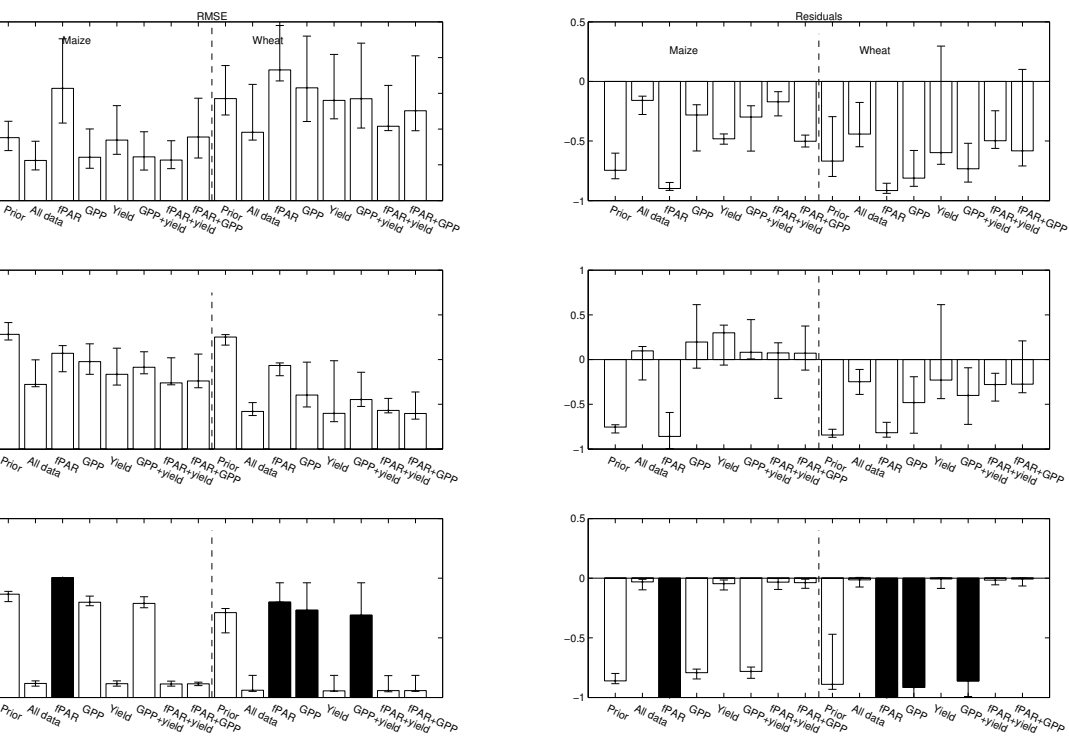 RMSE
Maize
Wheat
Prior
All data
fPAR
GPP
Yield
GPP+yield
fPAR+yield
fPAR+GPP
Prior
All data
fPAR
GPP
Yield
GPP+yield
fPAR+yield
fPAR+GPP
Residuals
Maize
Wheat
0.5
0
−0.5
−1
Prior
All data
fPAR
GPP
Yield
GPP+yield
fPAR+yield
fPAR+GPP
Prior
All data
fPAR
GPP
Yield
GPP+yield
fPAR+yield
fPAR+GPP
Prior
All data
fPAR
GPP
Yield
GPP+yield
fPAR+yield
fPAR+GPP
Prior
All data
fPAR
GPP
Yield
GPP+yield
fPAR+yield
fPAR+GPP
1
0.5
0
−0.5
−1
Prior
All data
fPAR
GPP
Yield
GPP+yield
fPAR+yield
fPAR+GPP
Prior
All data
fPAR
GPP
Yield
GPP+yield
fPAR+yield
fPAR+GPP
Prior
All data
fPAR
GPP
Yield
GPP+yield
fPAR+yield
fPAR+GPP
Prior
All data
fPAR
GPP
Yield
GPP+yield
fPAR+yield
fPAR+GPP
0.5
0
−0.5
−1
Prior
All data
fPAR
GPP
Yield
GPP+yield
fPAR+yield
fPAR+GPP
Prior
All data
fPAR
GPP
Yield
GPP+yield
fPAR+yield
fPAR+GPP